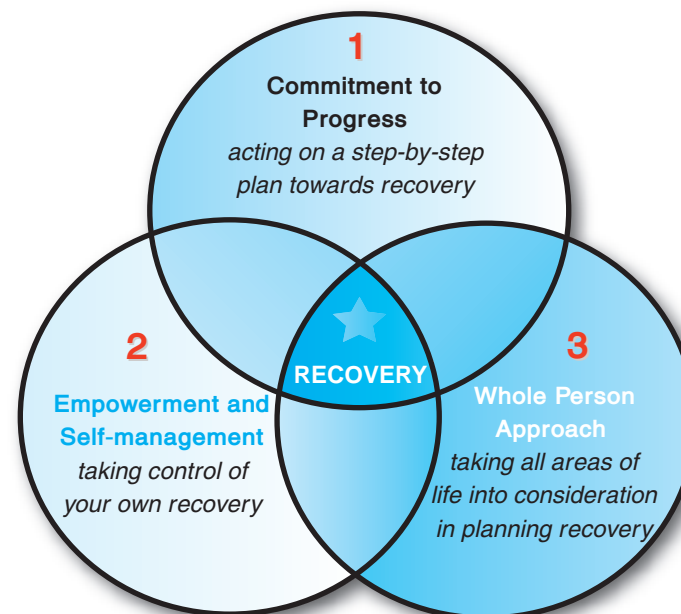 1
Commitment to
Progress
acting on a step-by-step
plan towards recovery
2
Empowerment and
Self-management
taking control of
your own recovery
RECOVERY
3
Whole Person
Approach
taking all areas of
life into consideration
in planning recovery